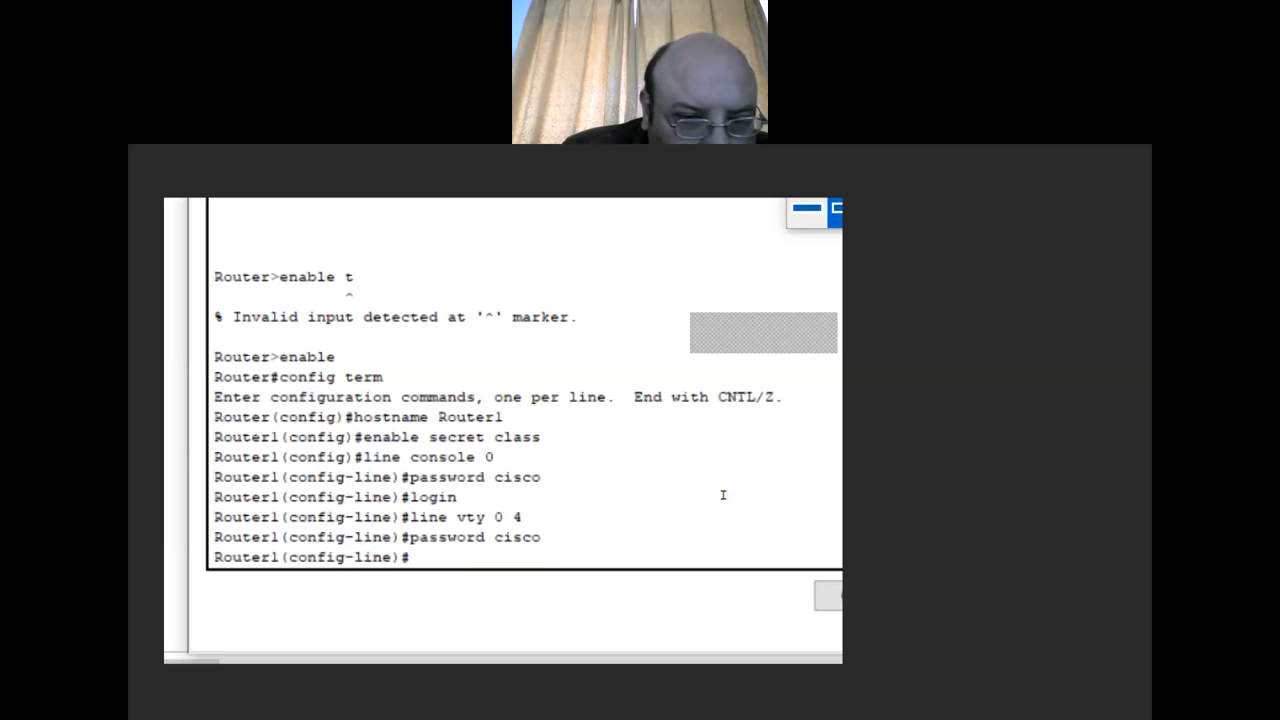 Router>enable t
^
% Invalid input detected at '^' marker.
Router>enable
Router#config term
Enter configuration commands, one per line.  End with CNTL/Z.
Router(config)#hostname Router1
Router1(config)#enable secret class
Router1(config)#line console 0
Router1(config-line)#password cisco
Router1(config-line)#login
Router1(config-line)#line vty 0 4
Router1(config-line)#password cisco
Router1(config-line)#